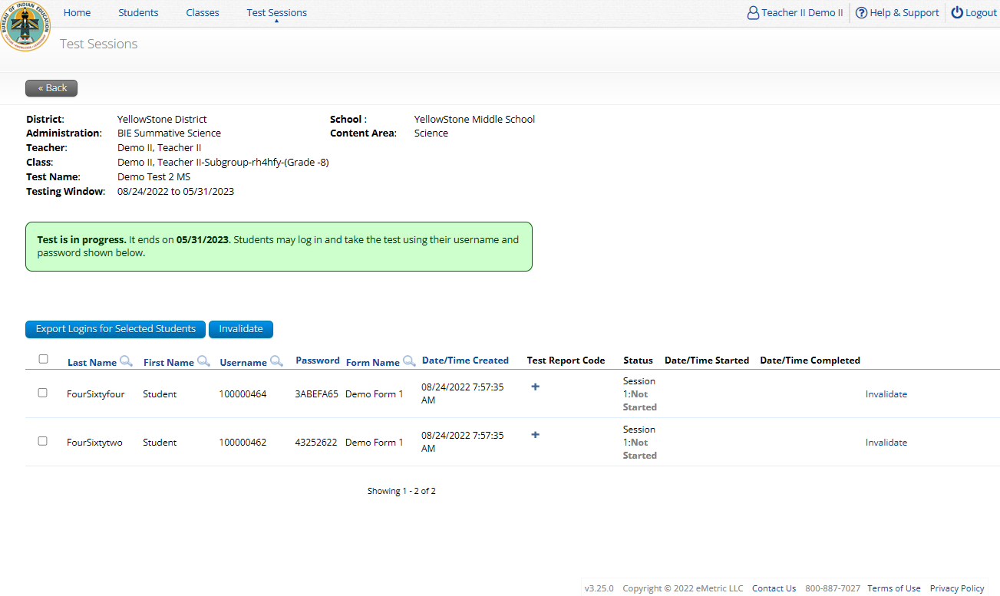 Home Students Classes Test Sessions Teacher II Demo II Help & Support Logout
BUREAU OF INDIAN EDUCATION
Test Sessions
« Back
District: YellowStone District School : YellowStone Middle School
Administration: BIE Summative Science Content Area: Science
Teacher: Demo II, Teacher II
Class: Demo II, Teacher II-Subgroup-rh4hfy-(Grade -8)
Test Name: Demo Test 2 MS
Testing Window: 08/24/2022 to 05/31/2023
Test is in progress. It ends on 05/31/2023. Students may log in and take the test using their username and
password shown below.
Export Logins for Selected Students Invalidate
Last Name First Name Username Password Form Name Date/Time Created Test Report Code Status Date/Time Started Date/Time Completed
FourSixtyfour Student 100000464 3ABEFA65 Demo Form 1 08/24/2022 7:57:35 AM + Session 1:Not Started Invalidate
FourSixtytwo Student 100000462 43252622 Demo Form 1 08/24/2022 7:57:35 AM + Session 1:Not Started Invalidate
Showing 1 - 2 of 2
v3.25.0 Copyright © 2022 eMetric LLC Contact Us 800-887-7027 Terms of Use Privacy Policy